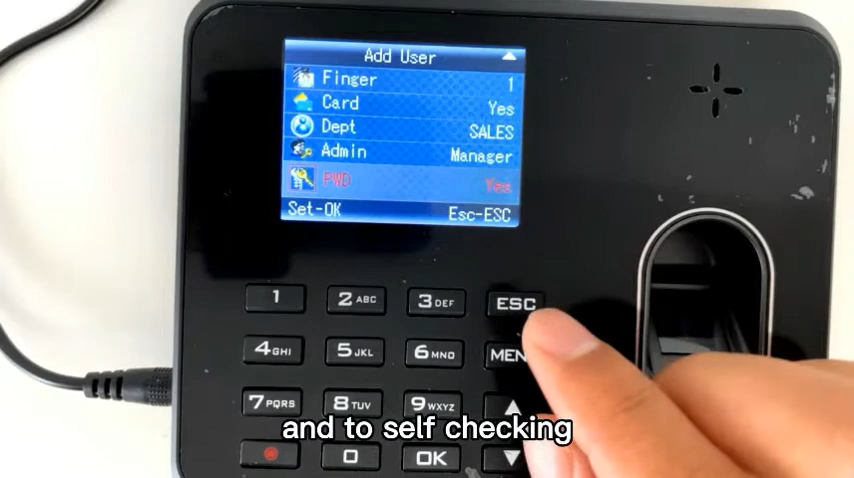 Add User
Finger 1
Card Yes
Dept SALES
Admin Manager
PWD Yes
Set-OK Esc-ESC
1 2 ABC 3 DEF ESC
4 GHI 5 JKL 6 MNO MEN
7 PQRS 8 TUV 9 WXYZ
and to self checking
0 OK